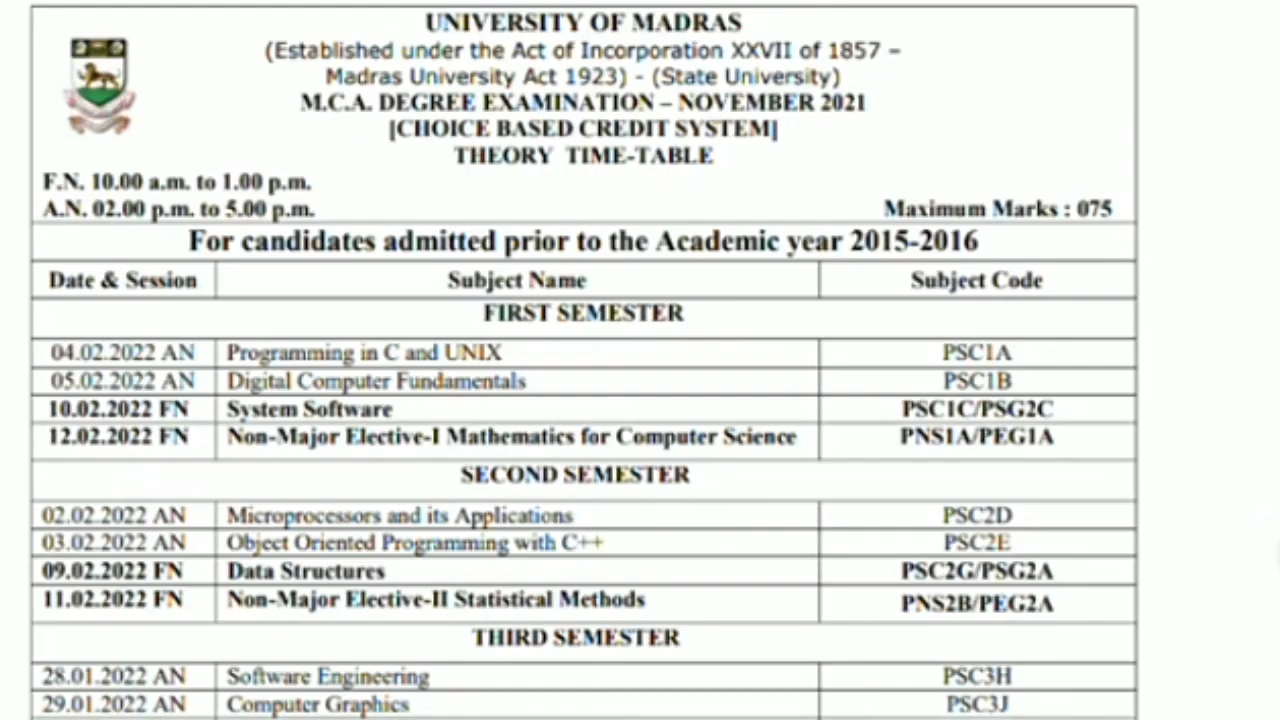 UNIVERSITY OF MADRAS
(Established under the Act of Incorporation XXVII of 1857 –
Madras University Act 1923) - (State University)
M.C.A. DEGREE EXAMINATION – NOVEMBER 2021
[CHOICE BASED CREDIT SYSTEM]
THEORY TIME-TABLE
F.N. 10.00 a.m. to 1.00 p.m.
A.N. 02.00 p.m. to 5.00 p.m. Maximum Marks : 075
For candidates admitted prior to the Academic year 2015-2016
Date & Session Subject Name Subject Code
FIRST SEMESTER
04.02.2022 AN Programming in C and UNIX PSC1A
05.02.2022 AN Digital Computer Fundamentals PSC1B
10.02.2022 FN System Software PSC1C/PSG2C
12.02.2022 FN Non-Major Elective-I Mathematics for Computer Science PNS1A/PEG1A
SECOND SEMESTER
02.02.2022 AN Microprocessors and its Applications PSC2D
03.02.2022 AN Object Oriented Programming with C++ PSC2E
09.02.2022 FN Data Structures PSC2G/PSG2A
11.02.2022 FN Non-Major Elective-II Statistical Methods PNS2B/PEG2A
THIRD SEMESTER
28.01.2022 AN Software Engineering PSC3H
29.01.2022 AN Computer Graphics PSC3J